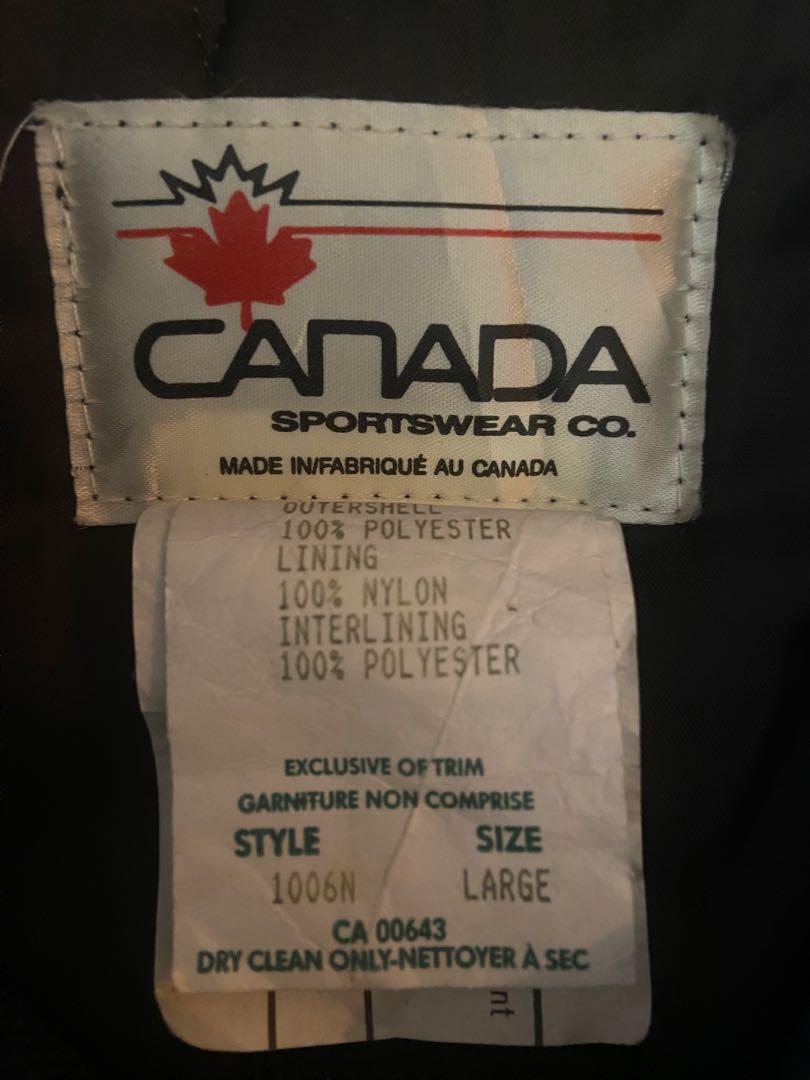 CANADA
SPORTSWEAR CO.
MADE IN/FABRIQUÉ AU CANADA
OUTERSHELL
100% POLYESTER
LINING
100% NYLON
INTERLINING
100% POLYESTER
EXCLUSIVE OF TRIM
GARNITURE NON COMPRISE
STYLE SIZE
1006N LARGE
CA 00643
DRY CLEAN ONLY-NETTOYER À SEC
nt